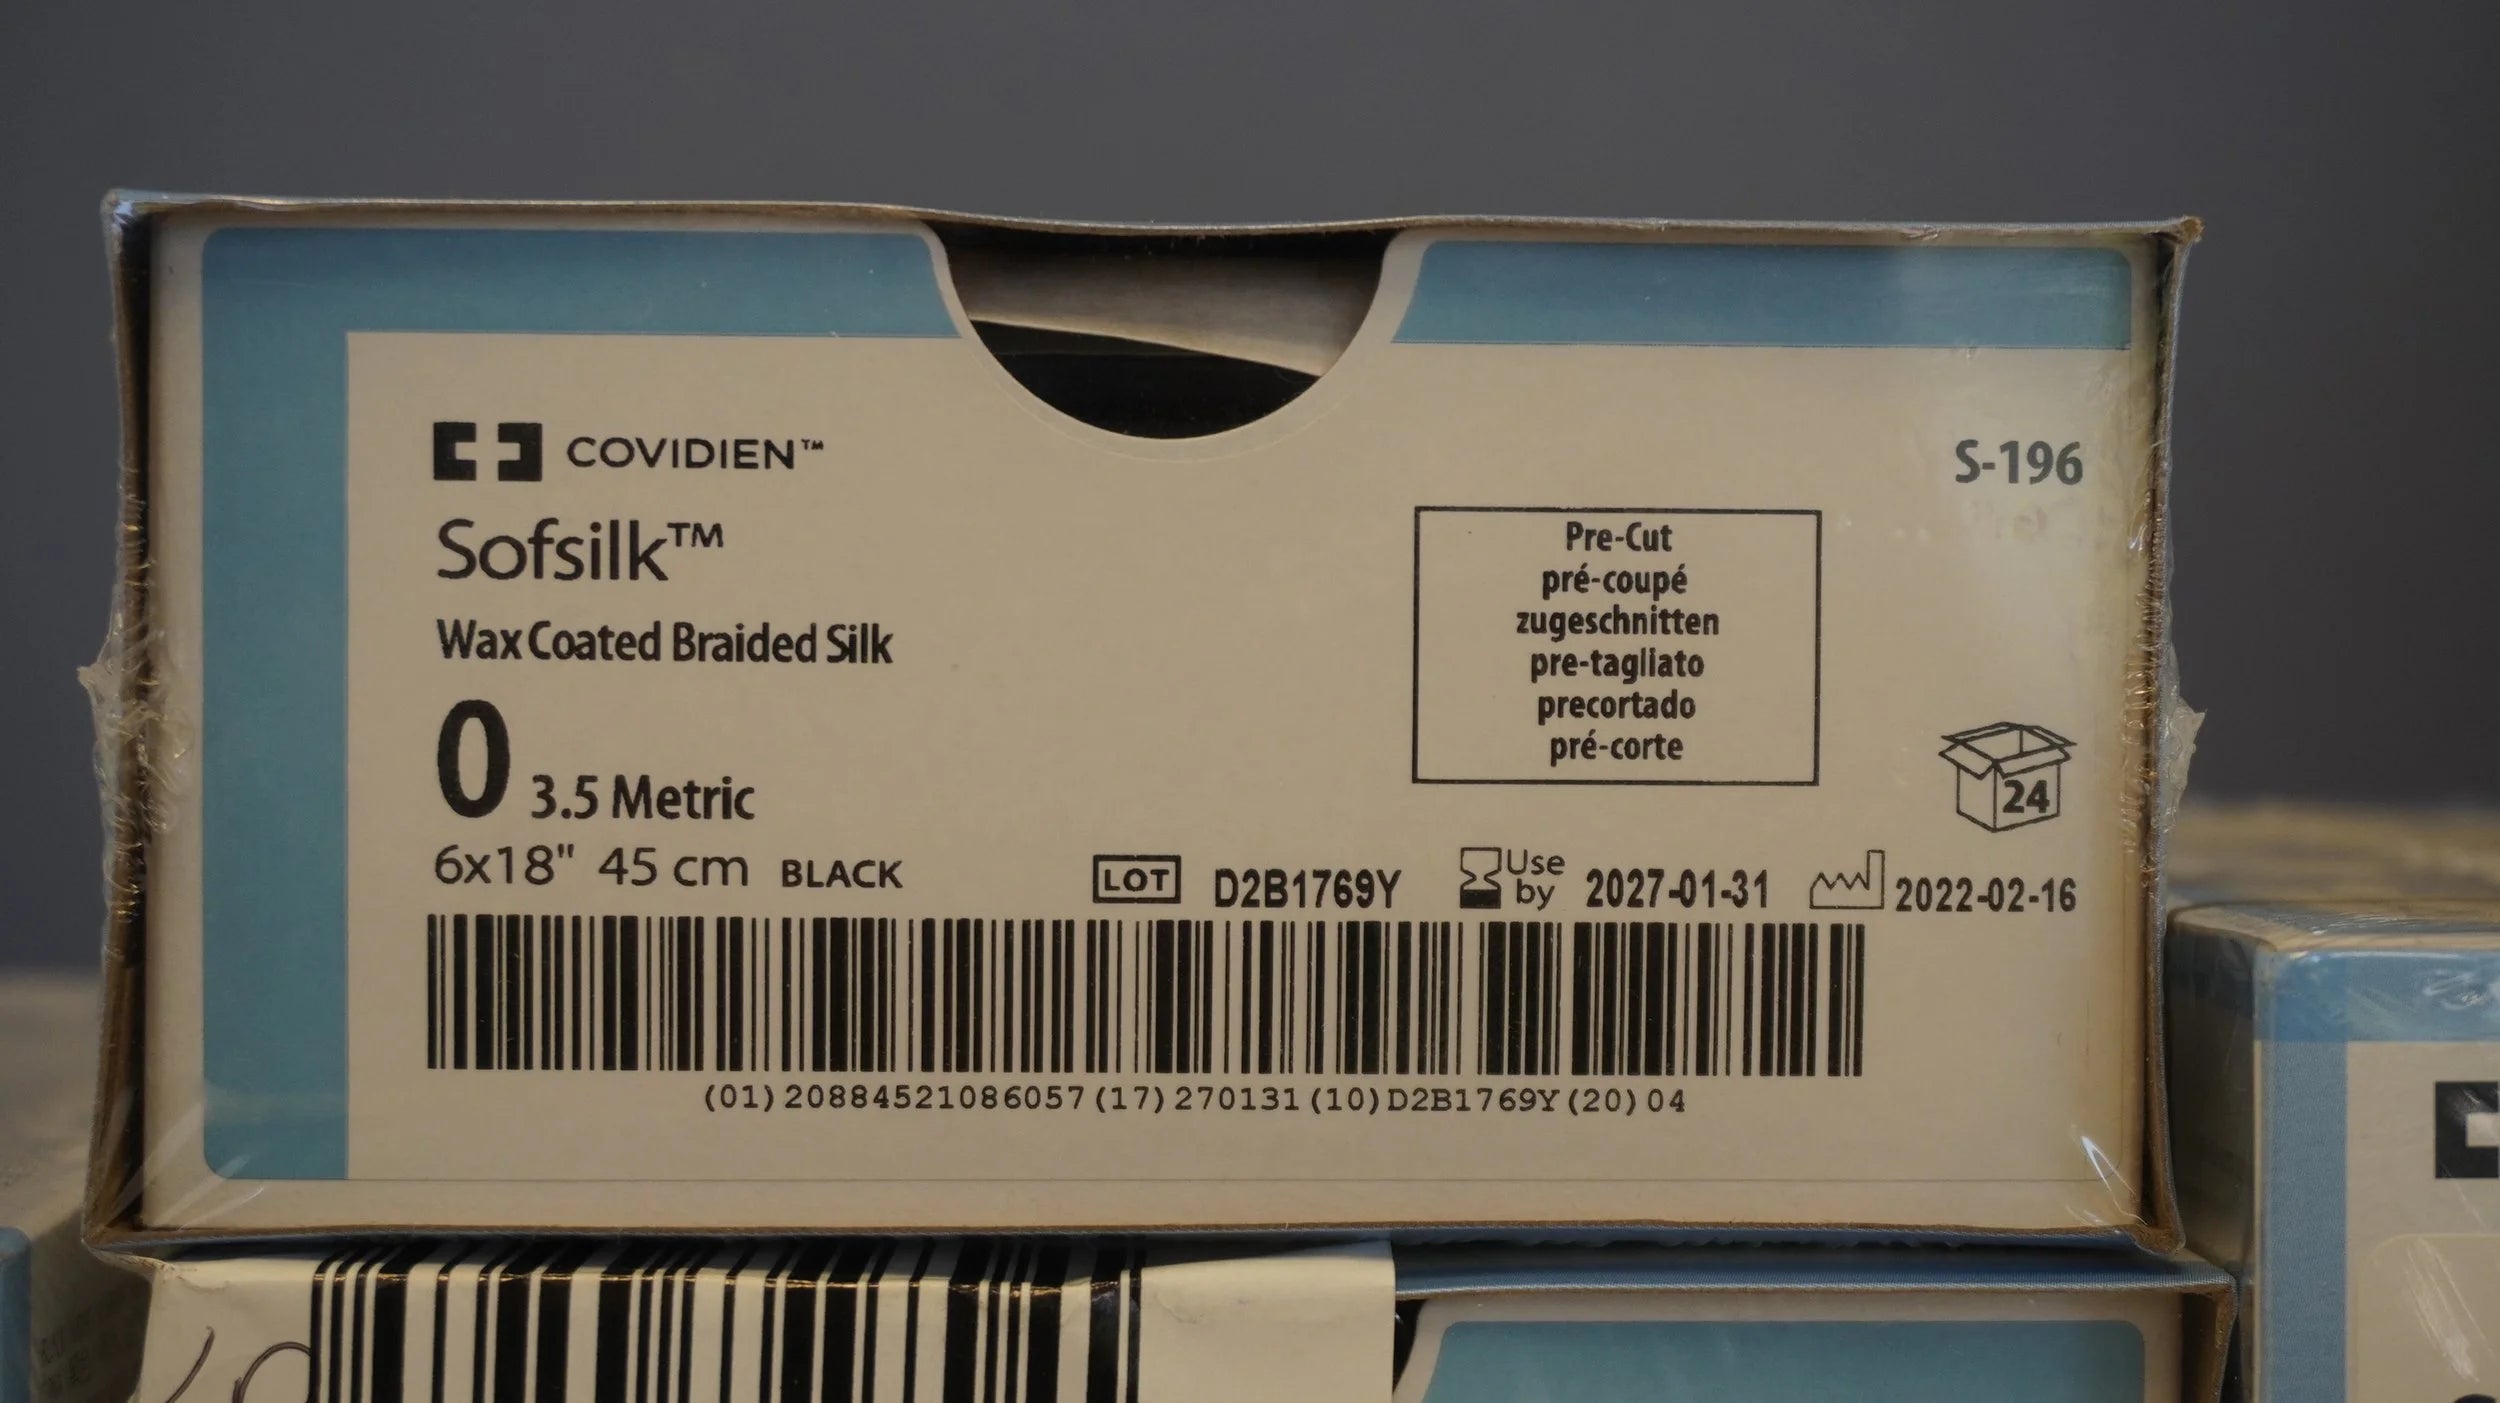 COVIDIEN™
S-196
Sofsilk™
Wax Coated Braided Silk
Pre-Cut
pré-coupé
zugeschnitten
pre-tagliato
precortado
pré-corte
0 3.5 Metric
24
6x18" 45 cm BLACK
LOT D2B1769Y
Use by 2027-01-31
2022-02-16
(01)20884521086057(17)270131(10)D2B1769Y(20)04